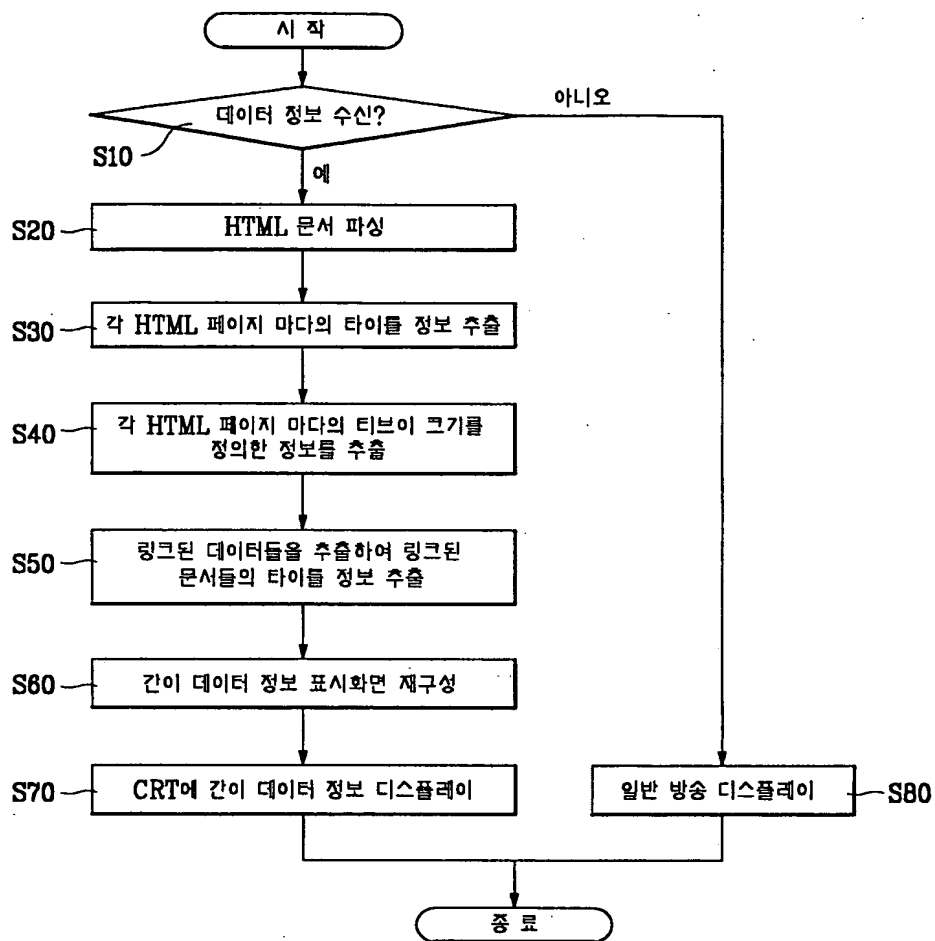 시 작
데이터 정보 수신?
아니오
S10
예
S20
HTML 문서 파싱
S30
각 HTML 페이지 마다의 타이틀 정보 추출
S40
각 HTML 페이지 마다의 티브이 크기를
정의한 정보를 추출
S50
링크된 데이터들을 추출하여 링크된
문서들의 타이틀 정보 추출
S60
간이 데이터 정보 표시화면 재구성
S70
CRT에 간이 데이터 정보 디스플레이
일반 방송 디스플레이
S80
종 료